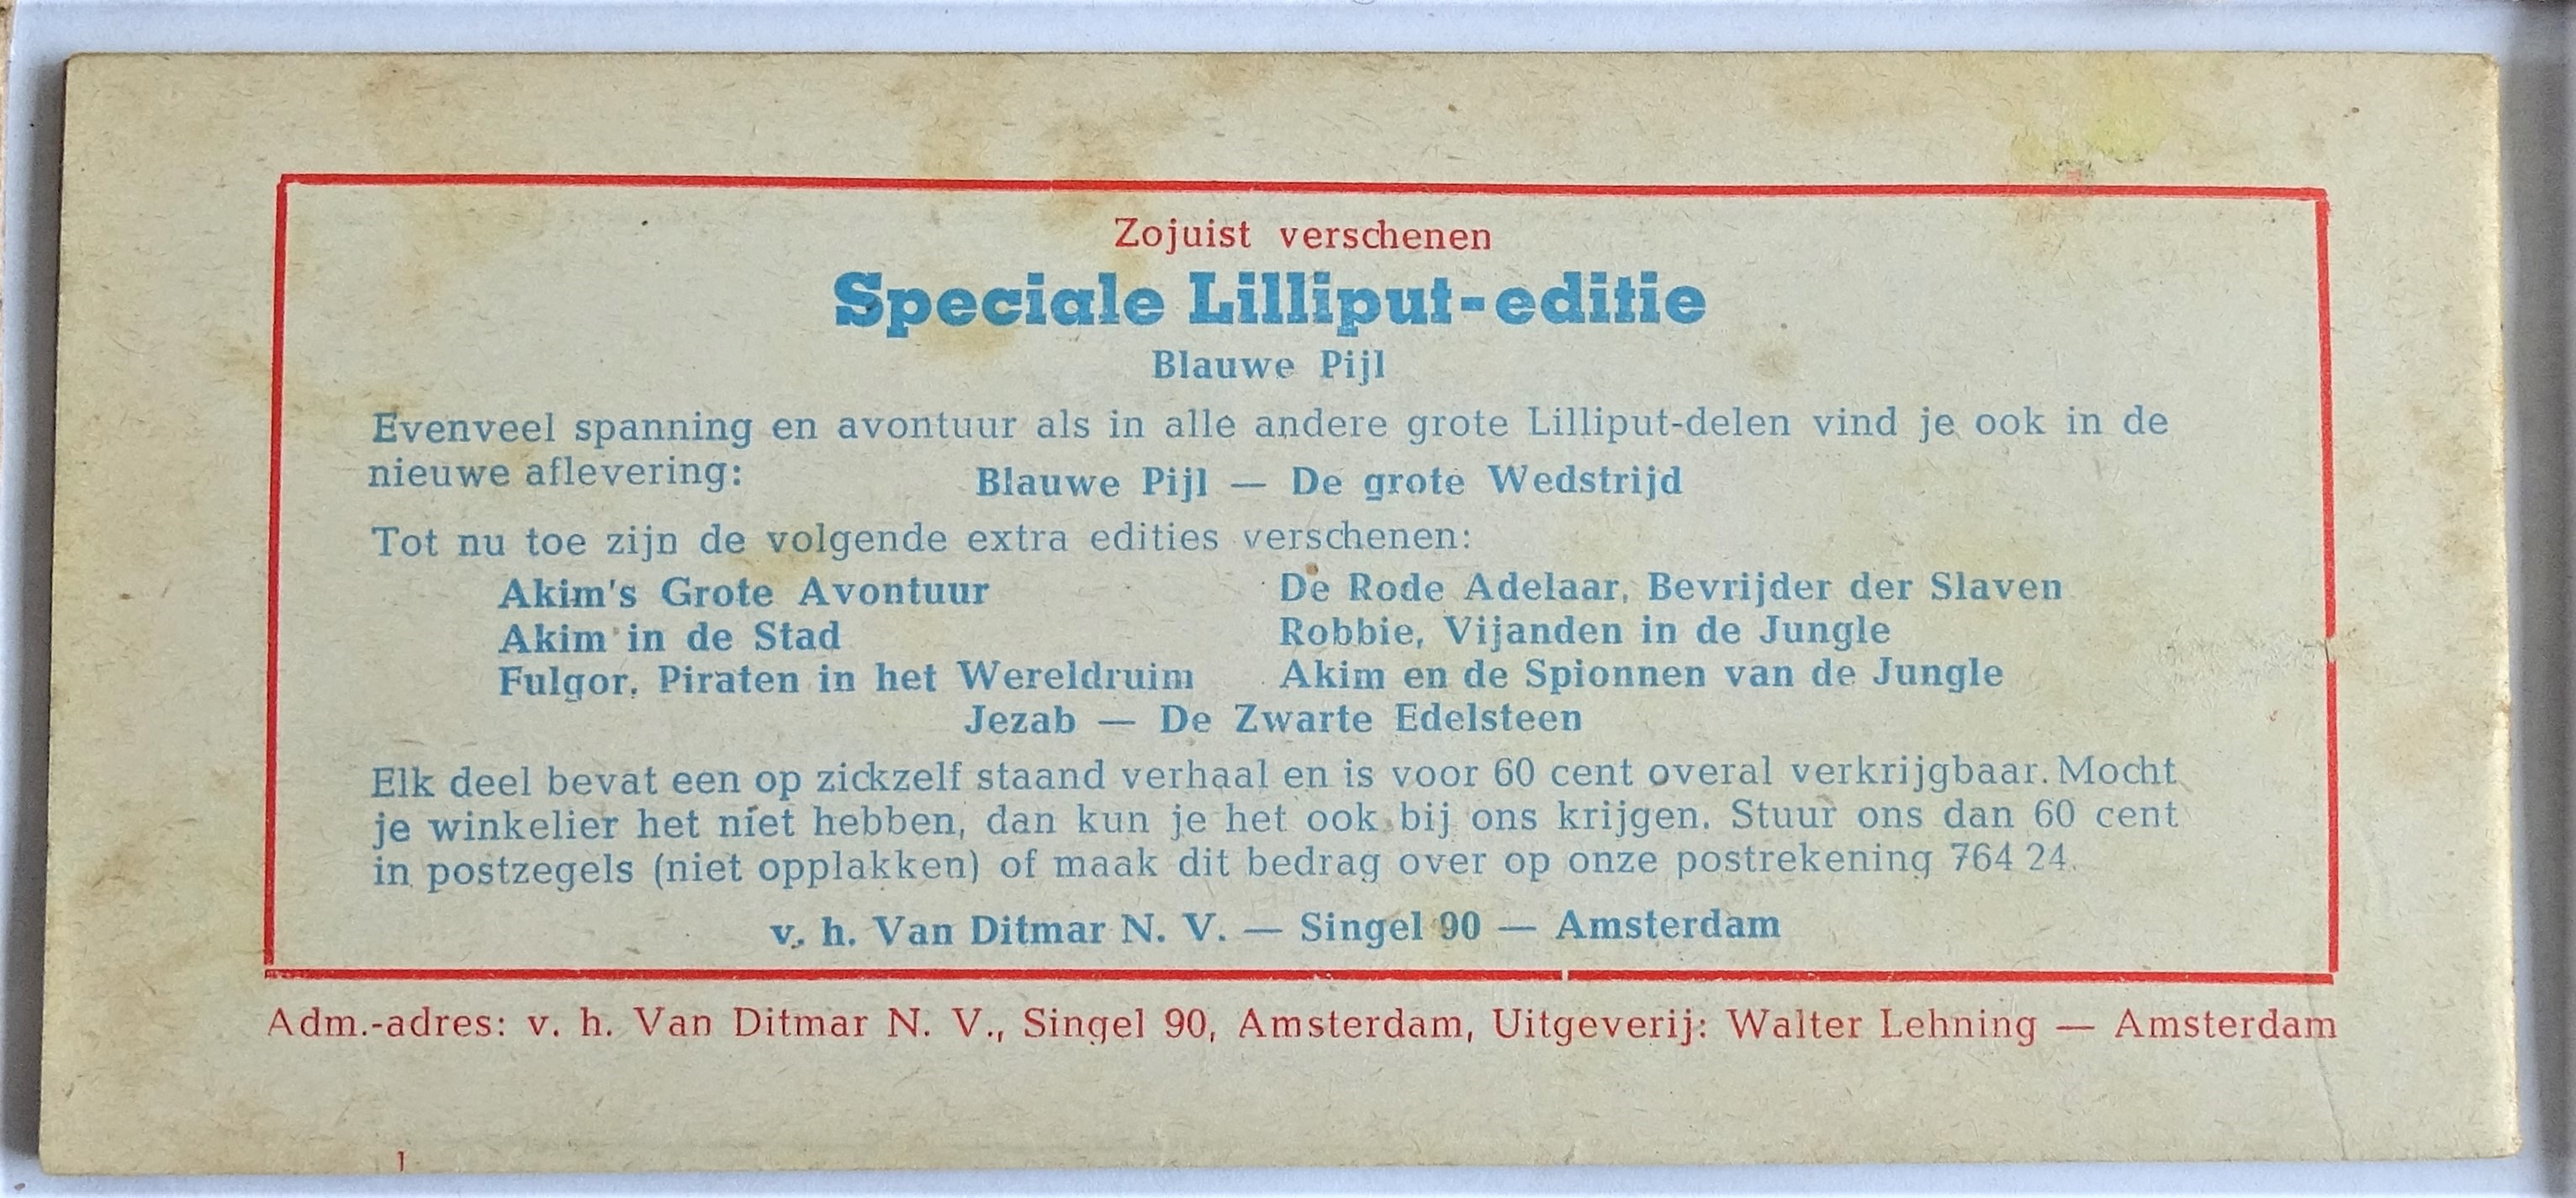 Zojuist verschenen
Speciale Lilliput-editie
Blauwe Pijl
Evenveel spanning en avontuur als in alle andere grote Lilliput-delen vind je ook in de
nieuwe aflevering: Blauwe Pijl — De grote Wedstrijd
Tot nu toe zijn de volgende extra edities verschenen:
Akim's Grote Avontuur De Rode Adelaar, Bevrijder der Slaven
Akim in de Stad Robbie, Vijanden in de Jungle
Fulgor, Piraten in het Wereldruim Akim en de Spionnen van de Jungle
Jezab — De Zwarte Edelsteen
Elk deel bevat een op zickzelf staand verhaal en is voor 60 cent overal verkrijgbaar. Mocht
je winkelier het niet hebben, dan kun je het ook bij ons krijgen. Stuur ons dan 60 cent
in postzegels (niet opplakken) of maak dit bedrag over op onze postrekening 764 24.
v. h. Van Ditmar N. V. — Singel 90 — Amsterdam
Adm.-adres: v. h. Van Ditmar N. V., Singel 90, Amsterdam, Uitgeverij: Walter Lehning — Amsterdam
1